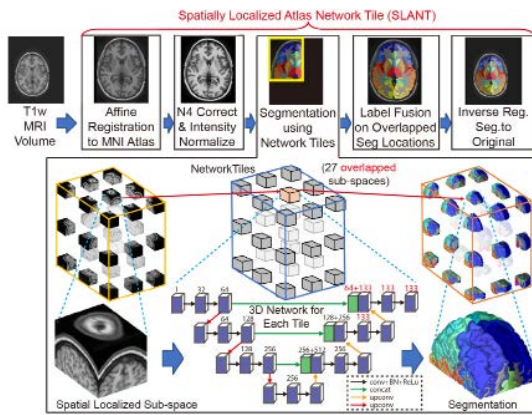 Spatially Localized Atlas Network Tile (SLANT)
T1w
MRI
Volume
Affine
Registration
to MNI Atlas
N4 Correct
& Intensity
Normalize
Segmentation
using
Network Tiles
Label Fusion
on Overlapped
Seg Locations
Inverse Reg.
Seg.to
Original
NetworkTiles
(27 overlapped
sub-spaces)
1 32 64
64+133 133 133
3D Network for
Each Tile
64 128
128+256 133
128 256
256+512 256
256
conv+BN+ReLu
concat
upconv
upconv
Spatial Localized Sub-space
Segmentation